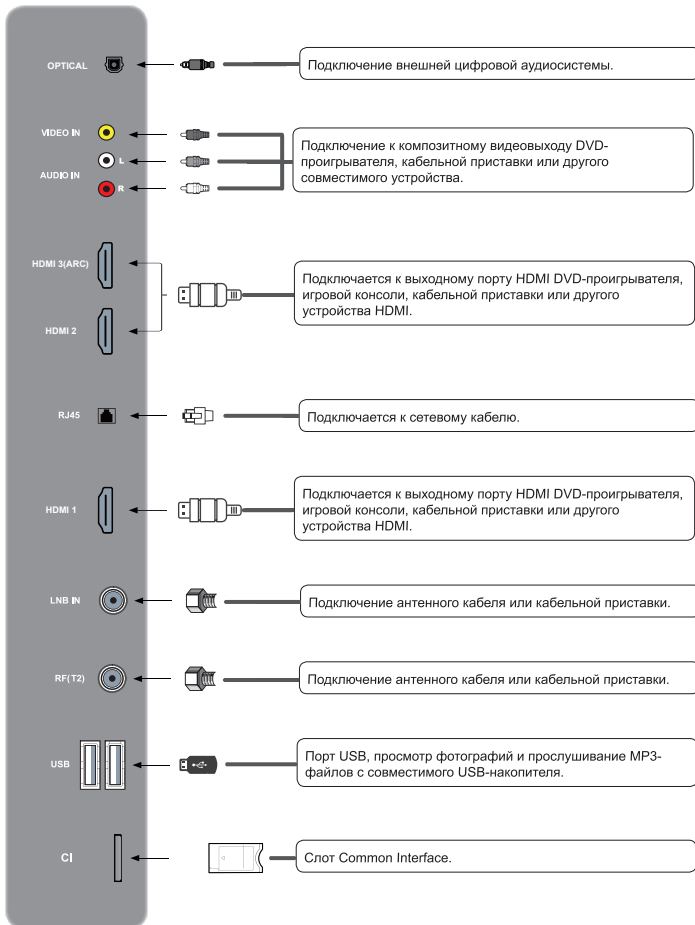 OPTICAL
Подключение внешней цифровой аудиосистемы.
VIDEO IN
L
AUDIO IN
R
Подключение к композитному видеовыходу DVD-
проигрывателя, кабельной приставки или другого
совместимого устройства.
HDMI 3(ARC)
HDMI 2
Подключается к выходному порту HDMI DVD-проигрывателя,
игровой консоли, кабельной приставки или другого
устройства HDMI.
RJ45
Подключается к сетевому кабелю.
HDMI 1
Подключается к выходному порту HDMI DVD-проигрывателя,
игровой консоли, кабельной приставки или другого
устройства HDMI.
LNB IN
Подключение антенного кабеля или кабельной приставки.
RF(T2)
Подключение антенного кабеля или кабельной приставки.
USB
Порт USB, просмотр фотографий и прослушивание MP3-
файлов с совместимого USB-накопителя.
CI
Слот Common Interface.